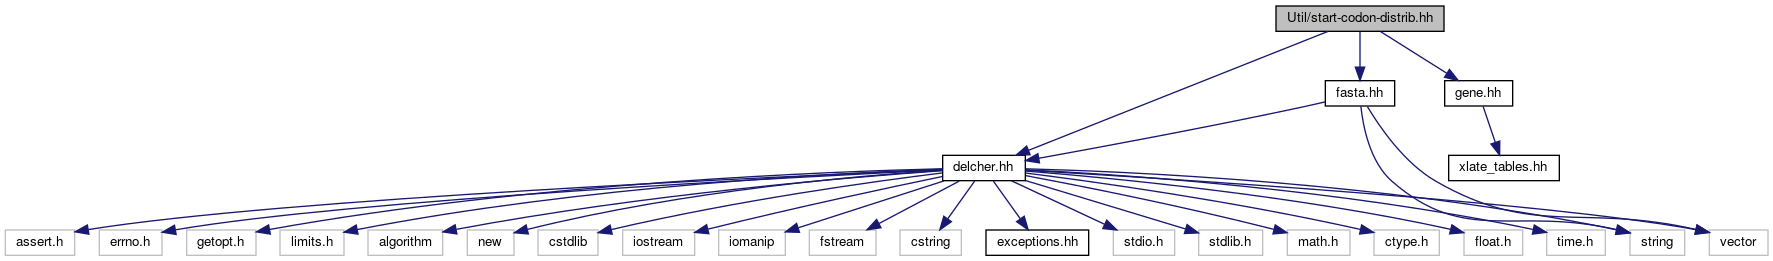 Util/start-codon-distrib.hh
fasta.hh
gene.hh
delcher.hh
xlate_tables.hh
assert.h
errno.h
getopt.h
limits.h
algorithm
new
cstdlib
iostream
iomanip
fstream
cstring
exceptions.hh
stdio.h
stdlib.h
math.h
ctype.h
float.h
time.h
string
vector